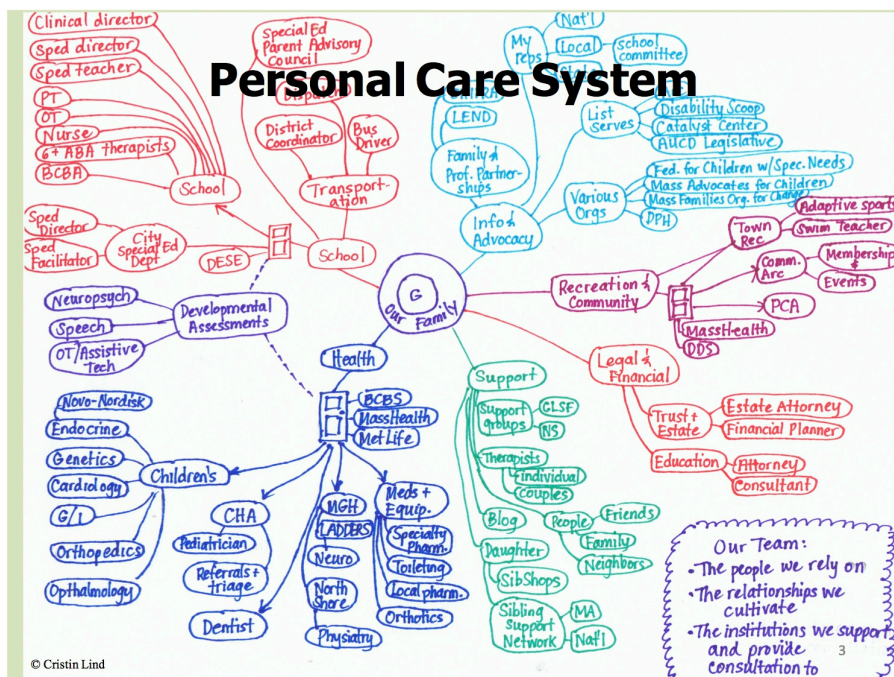 Personal Care System
Clinical director
Sped director
Sped teacher
PT
OT
Nurse
6+ ABA therapists
BCBA
School
Special Ed
Parent Advisory
Council
District
Coordinator
Bus
Driver
Transport-
ation
Sped
Director
Sped
Facilitator
City
Special Ed
Dept
DESE
School
My
reps
Nat'l
Local
school
committee
LEND
Family &
Prof. Partner-
ships
List
Serves
Disability Scoop
Catalyst Center
AUCD Legislative
Info &
Advocacy
Various
Orgs
Fed. for Children w/Spec. Needs
Mass Advocates for Children
Mass Families Org. for Change
DPH
G
Our Family
Recreation &
Community
Town
Rec
Adaptive sports
Swim Teacher
Comm.
Arc
Membership
&
Events
PCA
MassHealth
DDS
Neuropsych
Speech
OT/Assistive
Tech
Developmental
Assessments
Health
BCBS
MassHealth
MetLife
Novo-Nordisk
Endocrine
Genetics
Cardiology
G/I
Orthopedics
Opthalmology
Children's
CHA
Pediatrician
Referrals +
triage
Dentist
MGH
LADDERS
Neuro
North
Shore
Physiatry
Meds +
Equip.
Specialty
Pharm.
Toileting
Local pharm.
Orthotics
Support
Support
groups
GLSF
NS
Therapists
individual
couples
Blog
People
Friends
Family
Neighbors
Daughter
SibShops
Sibling
Support
Network
MA
Nat'l
Legal &
Financial
Trust +
Estate
Estate Attorney
Financial Planner
Education
Attorney
Consultant
Our Team:
• The people we rely on
• The relationships we
cultivate
• The institutions we support
and provide
consultation to
3
© Cristin Lind